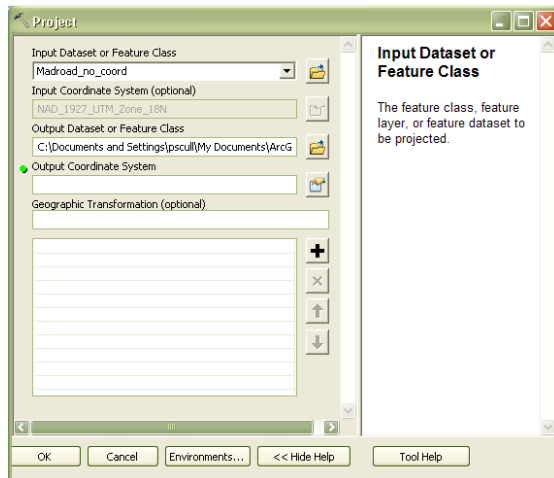 Project
Input Dataset or Feature Class
Madroad_no_coord
Input Coordinate System (optional)
NAD_1927_UTM_Zone_18N
Output Dataset or Feature Class
C:\Documents and Settings\pscull\My Documents\ArcG
Output Coordinate System
Geographic Transformation (optional)
OK
Cancel
Environments...
<< Hide Help
Tool Help
Input Dataset or
Feature Class
The feature class, feature
layer, or feature dataset to
be projected.